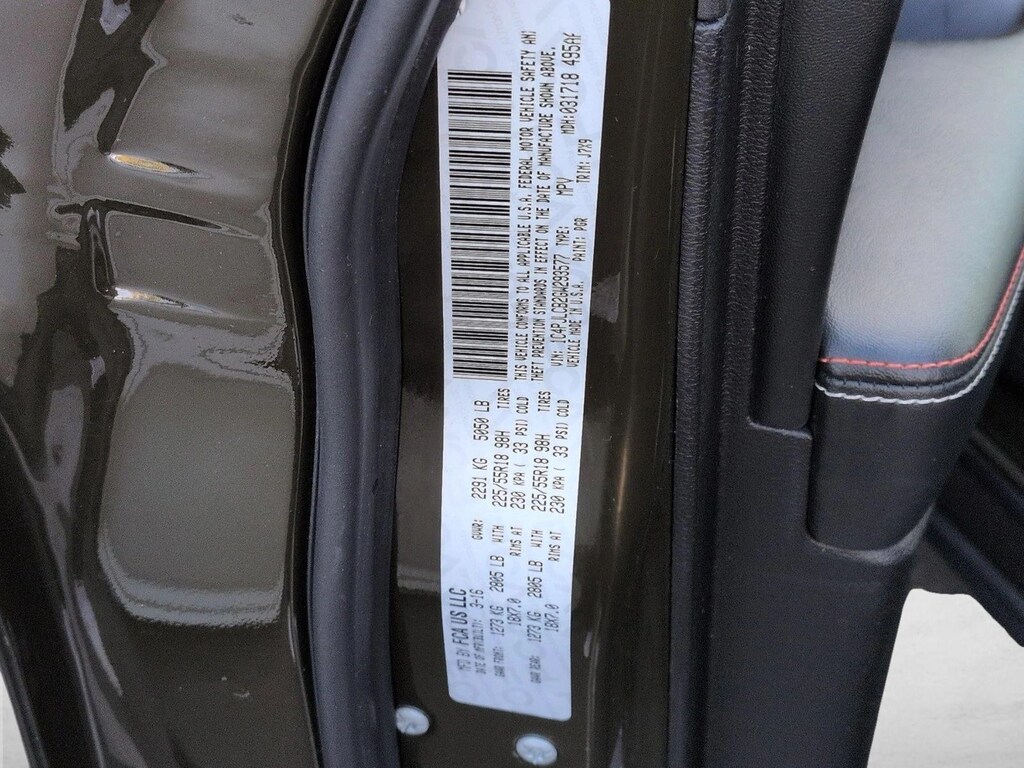 MFD BY FCA US LLC
DATE OF MFR/BUILT: 3-16 GVWR: 2291 KG 5050 LB
GAWR FRONT: 1273 KG 2805 LB WITH 225/55R18 98H TIRES
18X7.0 RIMS AT 230 KPA ( 33 PSI) COLD
GAWR REAR: 1273 KG 2805 LB WITH 225/55R18 98H TIRES
18X7.0 RIMS AT 230 KPA ( 33 PSI) COLD
THIS VEHICLE CONFORMS TO ALL APPLICABLE U.S.A. FEDERAL MOTOR VEHICLE SAFETY AND
THEFT PREVENTION STANDARDS IN EFFECT ON THE DATE OF MANUFACTURE SHOWN ABOVE.
VIN: 1C4PJLCB2GW299577 TYPE: MPV MDH:031718 495AA
VEHICLE MADE IN U.S.A. PAINT: PGR TRIM: J7X9